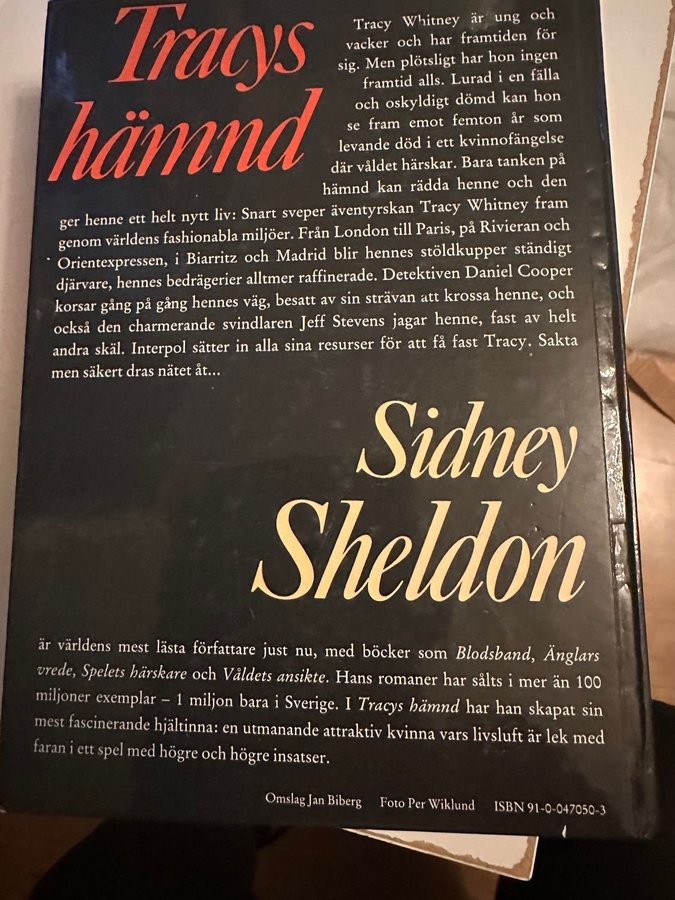 Tracys
hämnd
Tracy Whitney är ung och
vacker och har framtiden för
sig. Men plötsligt har hon ingen
framtid alls. Lurad i en fälla
och oskyldigt dömd kan hon
se fram emot femton år som
levande död i ett kvinnofängelse
där våldet härskar. Bara tanken på
hämnd kan rädda henne och den
ger henne ett helt nytt liv: Snart sveper äventyrskan Tracy Whitney fram
genom världens fashionabla miljöer. Från London till Paris, på Rivieran och
Orientexpressen, i Biarritz och Madrid blir hennes stöldkupper ständigt
djärvare, hennes bedrägerier alltmer raffinerade. Detektiven Daniel Cooper
korsar gång på gång hennes väg, besatt av sin strävan att krossa henne, och
också den charmerande svindlaren Jeff Stevens jagar henne, fast av helt
andra skäl. Interpol sätter in alla sina resurser för att få fast Tracy. Sakta
men säkert dras nätet åt...
Sidney
Sheldon
är världens mest lästa författare just nu, med böcker som Blodsband, Änglars
vrede, Spelets härskare och Våldets ansikte. Hans romaner har sålts i mer än 100
miljoner exemplar – 1 miljon bara i Sverige. I Tracys hämnd har han skapat sin
mest fascinerande hjältinna: en utmanande attraktiv kvinna vars livsluft är lek med
faran i ett spel med högre och högre insatser.
Omslag Jan Biberg Foto Per Wiklund ISBN 91-0-047050-3